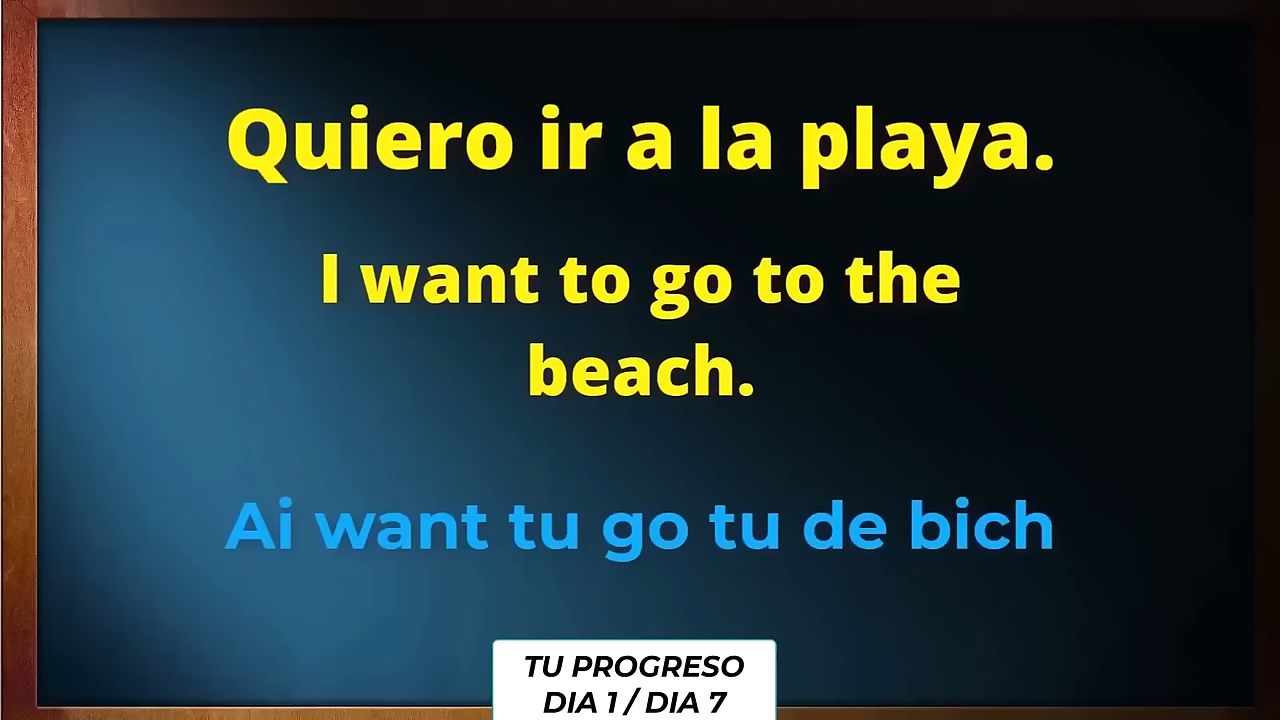 Quiero ir a la playa.
I want to go to the
beach.
Ai want tu go tu de bich
TU PROGRESO
DIA 1 / DIA 7